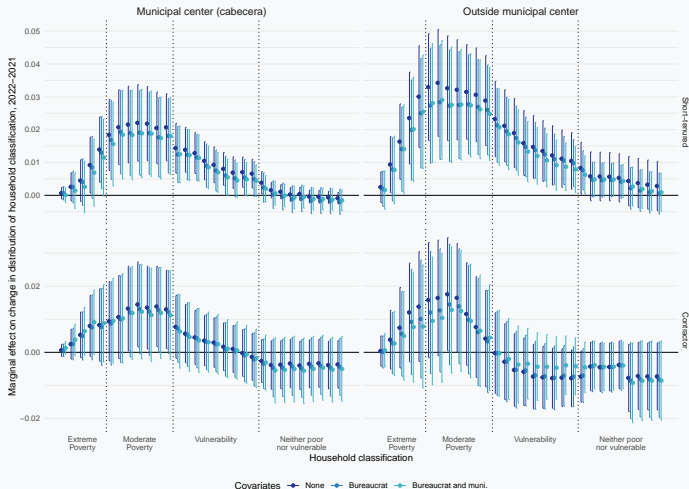 Municipal center (cabecera)
Outside municipal center
Marginal effect on change in distribution of household classification, 2022–2021
0.05
0.04
0.03
0.02
0.01
0.00
Short-tenured
0.02
0.00
−0.02
Contractor
Extreme
Poverty
Moderate
Poverty
Vulnerability
Neither poor
nor vulnerable
Extreme
Poverty
Moderate
Poverty
Vulnerability
Neither poor
nor vulnerable
Household classification
Covariates None Bureaucrat Bureaucrat and muni.